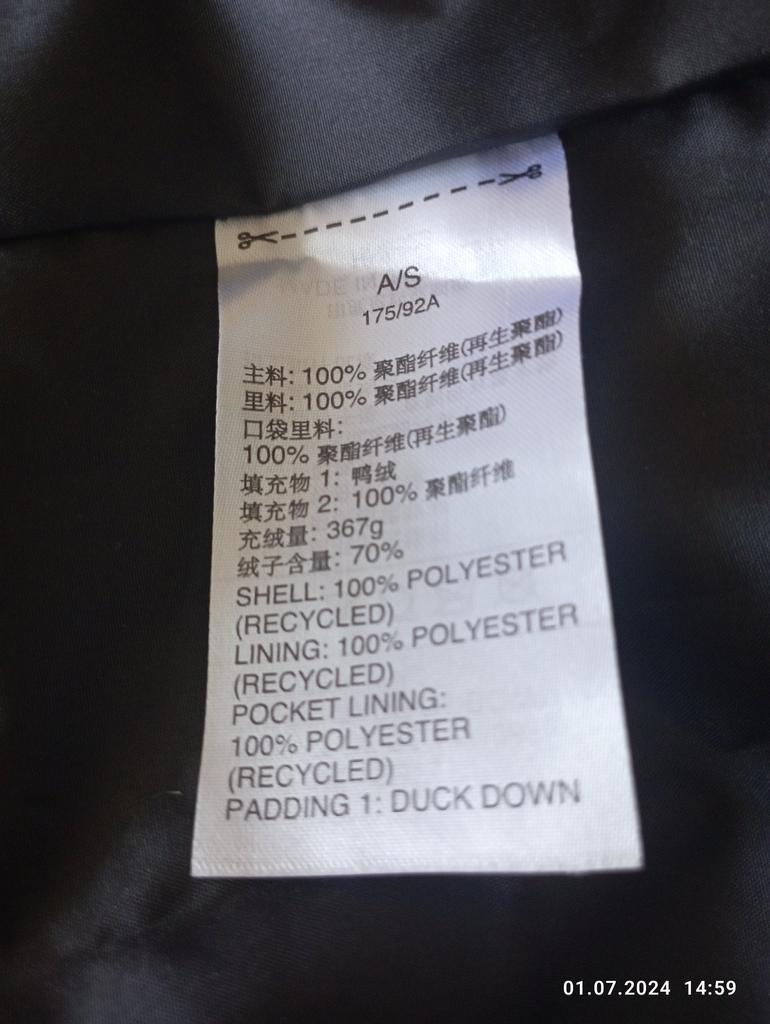 A/S
175/92A
主料: 100% 聚酯纤维(再生聚酯)
里料: 100% 聚酯纤维(再生聚酯)
口袋里料:
100% 聚酯纤维(再生聚酯)
填充物 1: 鸭绒
填充物 2: 100% 聚酯纤维
充绒量: 367g
绒子含量: 70%
SHELL: 100% POLYESTER
(RECYCLED)
LINING: 100% POLYESTER
(RECYCLED)
POCKET LINING:
100% POLYESTER
(RECYCLED)
PADDING 1: DUCK DOWN
01.07.2024 14:59